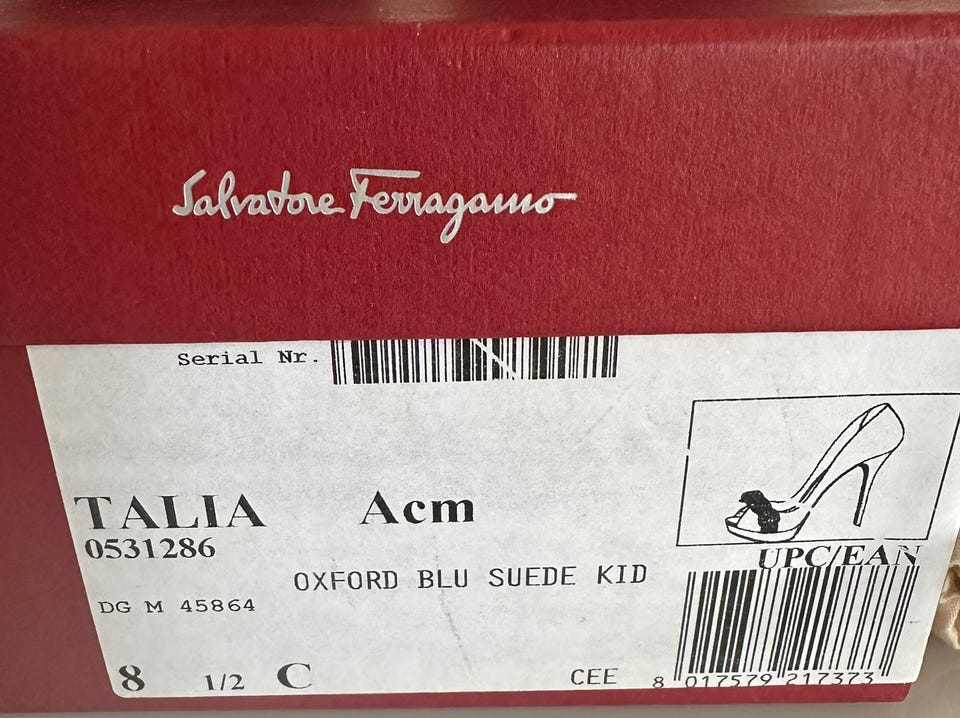 Salvatore Ferragamo
Serial Nr.
TALIA Acm
0531286
OXFORD BLU SUEDE KID
UPC/EAN
DG M 45864
8 1/2 C CEE
8 017579 217373